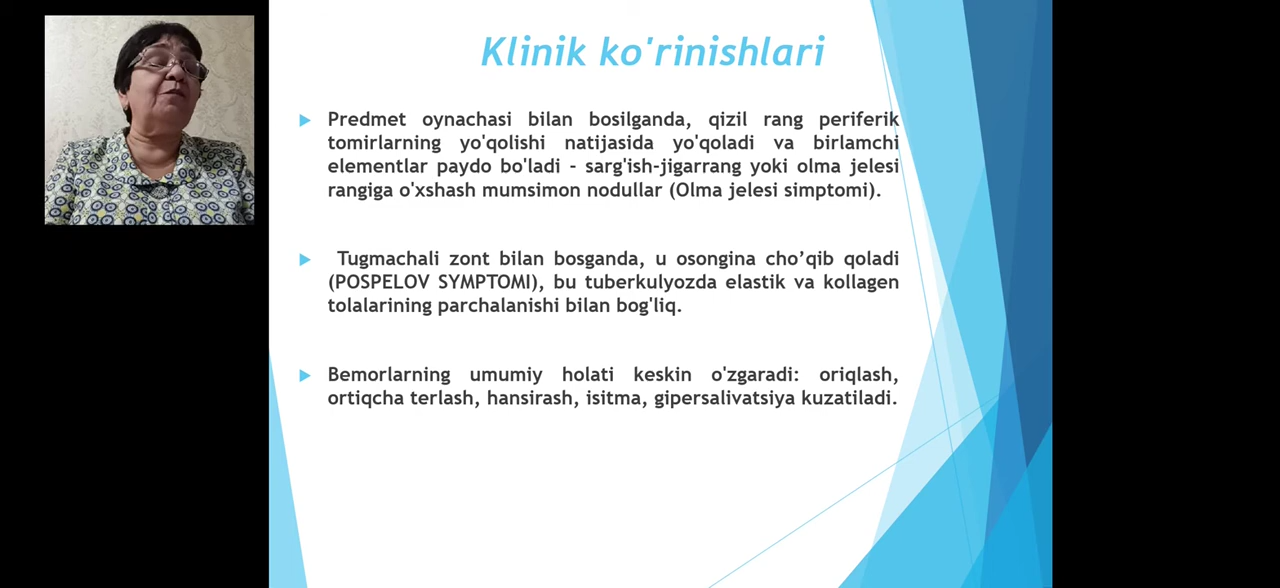 Klinik ko'rinishlari
Predmet oynachasi bilan bosilganda, qizil rang periferik
tomirlarning yo'qolishi natijasida yo'qoladi va birlamchi
elementlar paydo bo'ladi - sarg'ish-jigarrang yoki olma jelesi
rangiga o'xshash mumsimon nodullar (Olma jelesi simptomi).
Tugmachali zont bilan bosganda, u osongina cho’qib qoladi
(POSPELOV SYMPTOMI), bu tuberkulyozda elastik va kollagen
tolalarining parchalanishi bilan bog'liq.
Bemorlarning umumiy holati keskin o'zgaradi: oriqlash,
ortiqcha terlash, hansirash, isitma, gipersalivatsiya kuzatiladi.